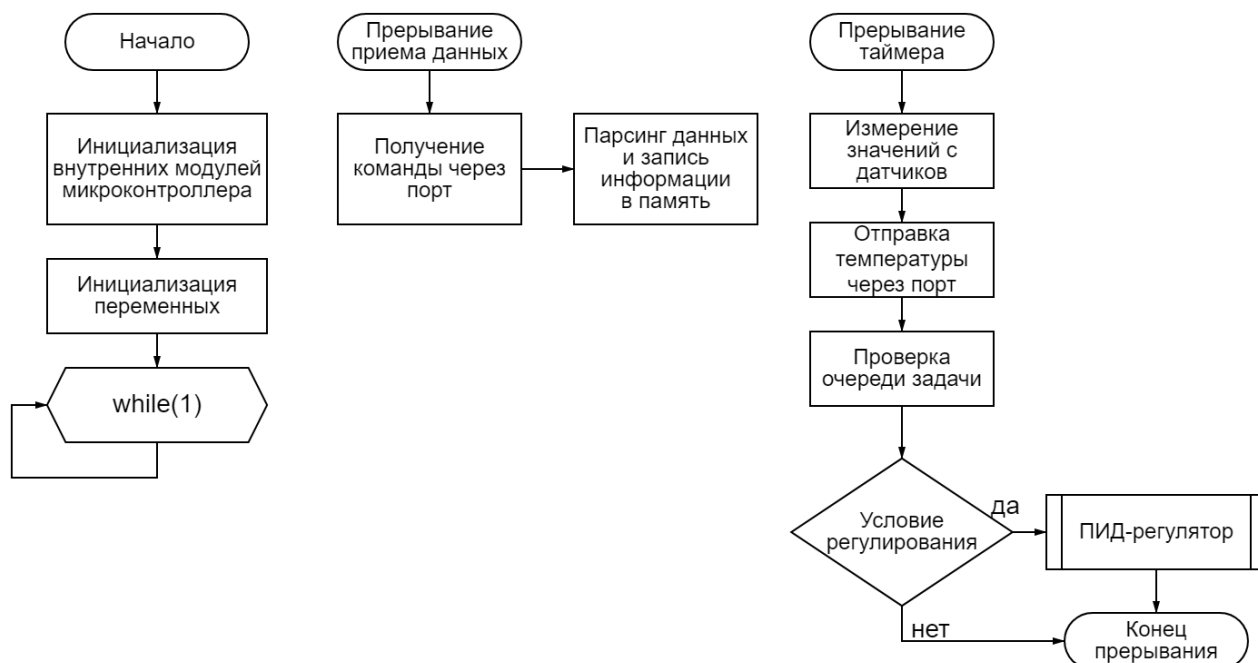 Начало
Инициализация
внутренних модулей
микроконтроллера
Инициализация
переменных
while(1)
Прерывание
приема данных
Получение
команды через
порт
Парсинг данных
и запись
информации
в память
Прерывание
таймера
Измерение
значений с
датчиков
Отправка
температуры
через порт
Проверка
очереди задачи
Условие
регулирования
да
ПИД-регулятор
нет
Конец
прерывания